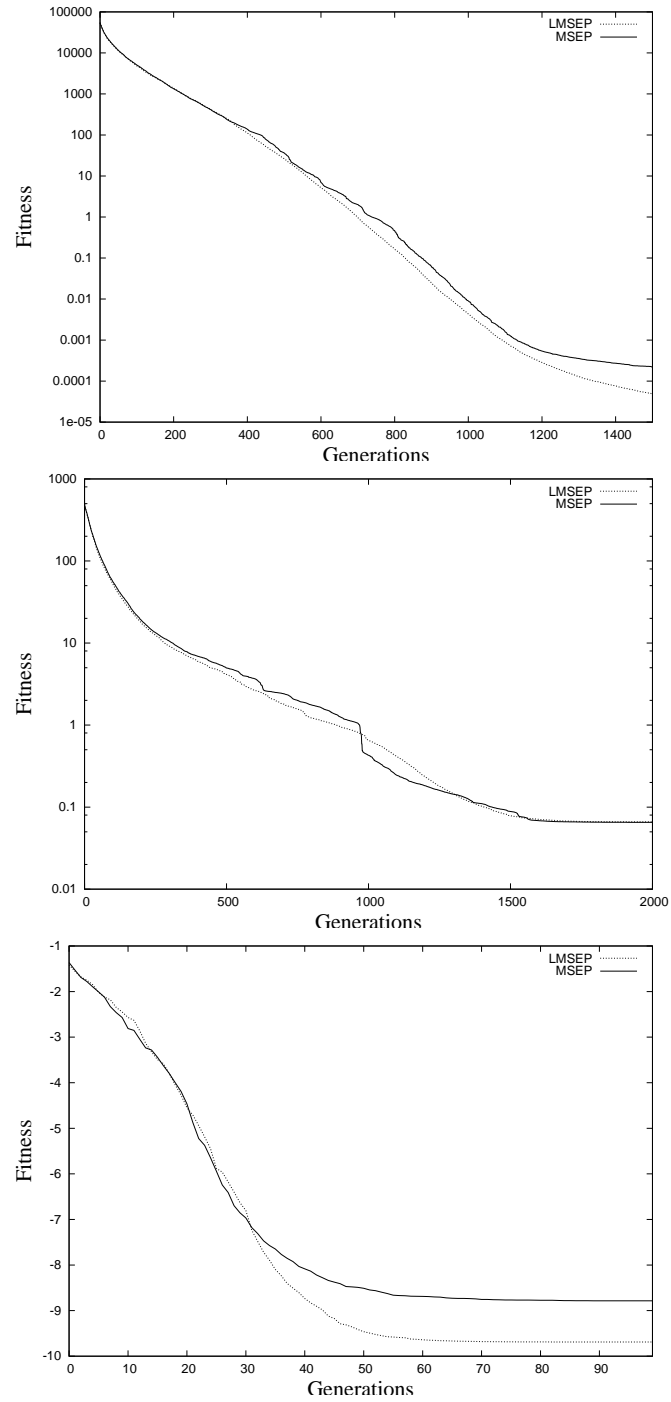 100000
LMSEP
MSEP
10000
1000
100
10
1
0.1
0.01
0.001
0.0001
1e-05
Fitness
0 200 400 600 800 1000 1200 1400
Generations
1000
LMSEP
MSEP
100
10
1
0.1
0.01
Fitness
0 500 1000 1500 2000
Generations
-1
LMSEP
MSEP
-2
-3
-4
-5
-6
-7
-8
-9
-10
Fitness
0 10 20 30 40 50 60 70 80 90
Generations